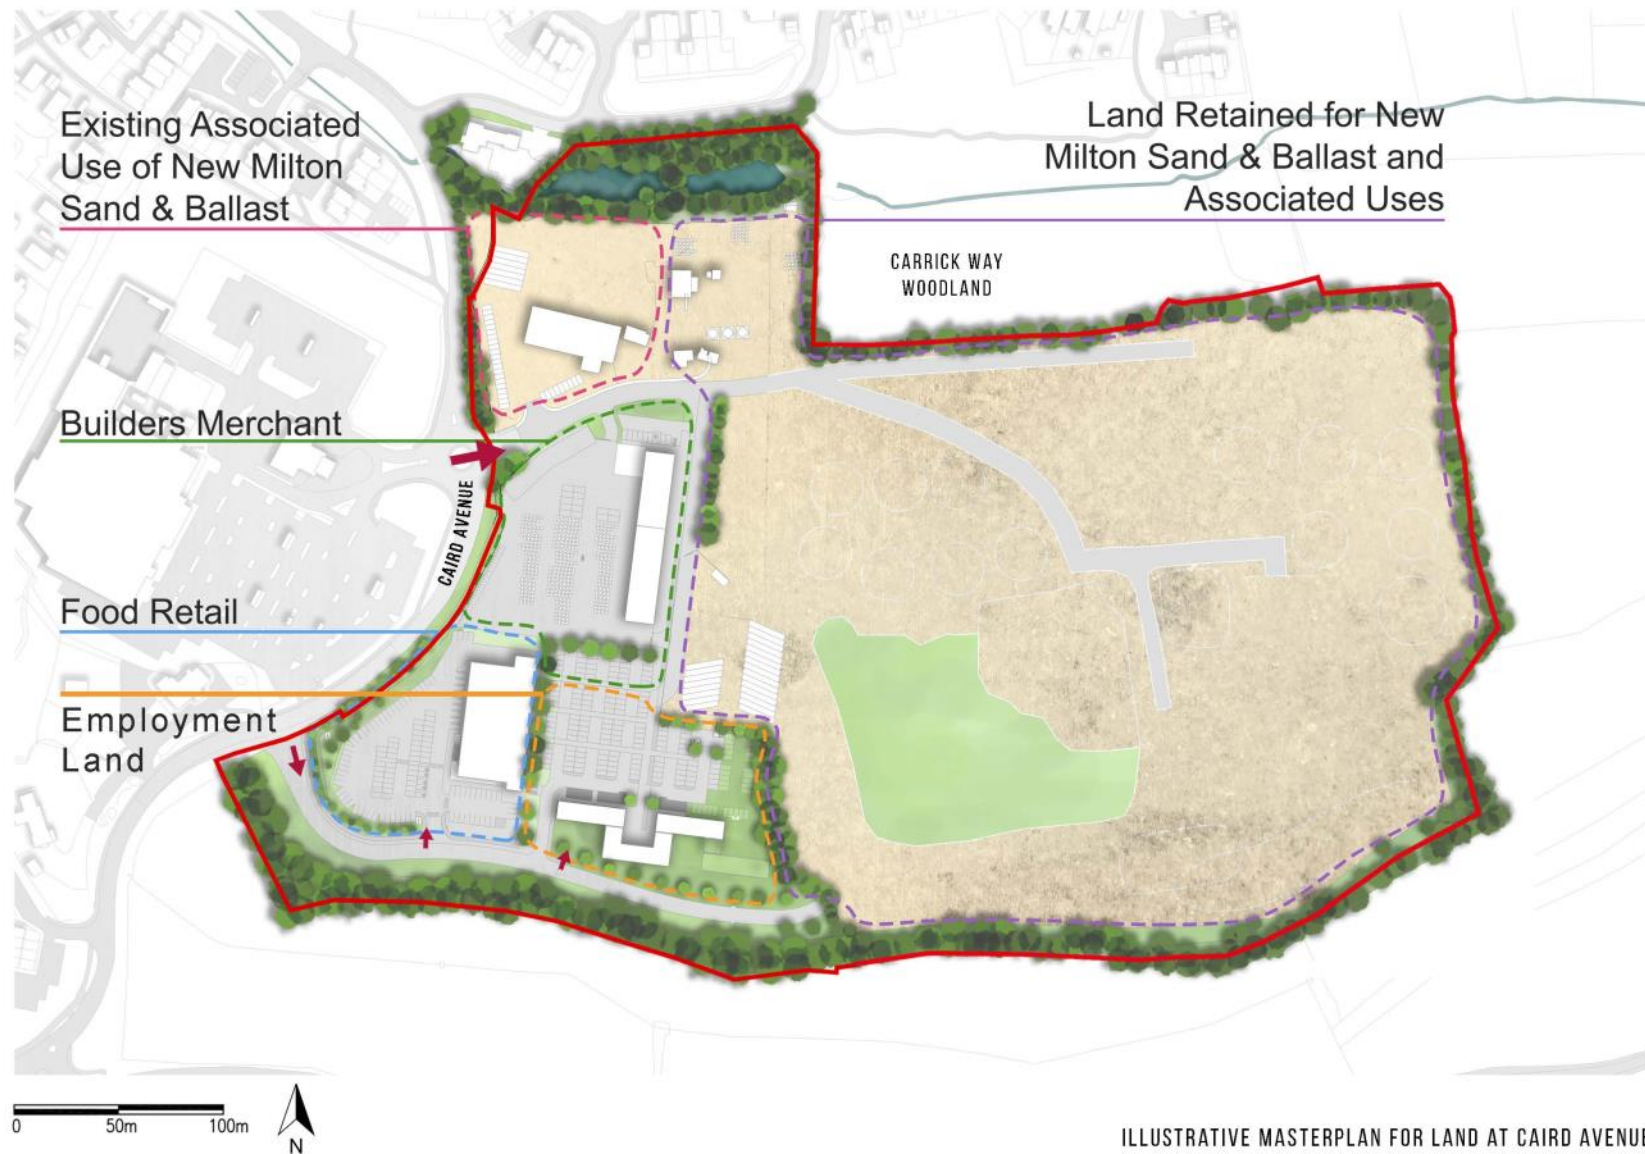 Existing Associated
Use of New Milton
Sand & Ballast
Land Retained for New
Milton Sand & Ballast and
Associated Uses
CARRICK WAY
WOODLAND
Builders Merchant
CAIRD AVENUE
Food Retail
Employment
Land
0 50m 100m
N
ILLUSTRATIVE MASTERPLAN FOR LAND AT CAIRD AVENUE